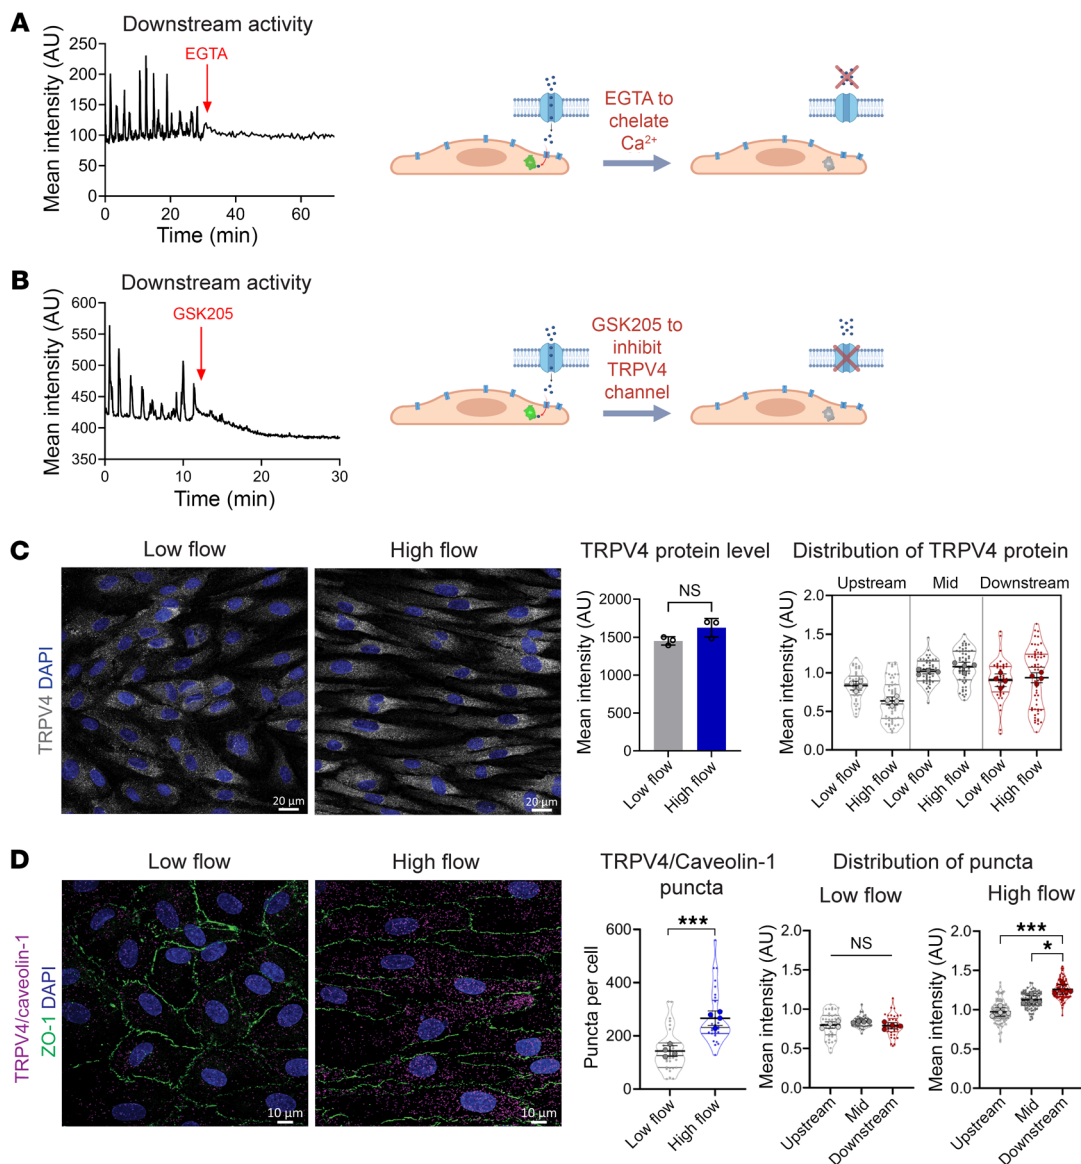 A
Downstream activity
Mean intensity (AU)
250
200
150
100
50
0
EGTA
0 20 40 60
Time (min)
EGTA to
chelate
Ca²⁺
B
Downstream activity
Mean intensity (AU)
600
550
500
450
400
350
GSK205
0 10 20 30
Time (min)
GSK205 to
inhibit
TRPV4
channel
C
Low flow
High flow
TRPV4 DAPI
20 µm
20 µm
TRPV4 protein level
Mean intensity (AU)
2000
1500
1000
500
0
NS
Low flow
High flow
Distribution of TRPV4 protein
Upstream Mid Downstream
Mean intensity (AU)
2.0
1.5
1.0
0.5
0.0
Low flow
High flow
Low flow
High flow
Low flow
High flow
D
Low flow
High flow
TRPV4/caveolin-1
ZO-1 DAPI
10 µm
10 µm
TRPV4/Caveolin-1
puncta
Puncta per cell
600
400
200
0
***
Low flow
High flow
Distribution of puncta
Low flow
Mean intensity (AU)
2.0
1.5
1.0
0.5
0.0
NS
Upstream
Mid
Downstream
High flow
Mean intensity (AU)
2.0
1.5
1.0
0.5
0.0
***
*
Upstream
Mid
Downstream